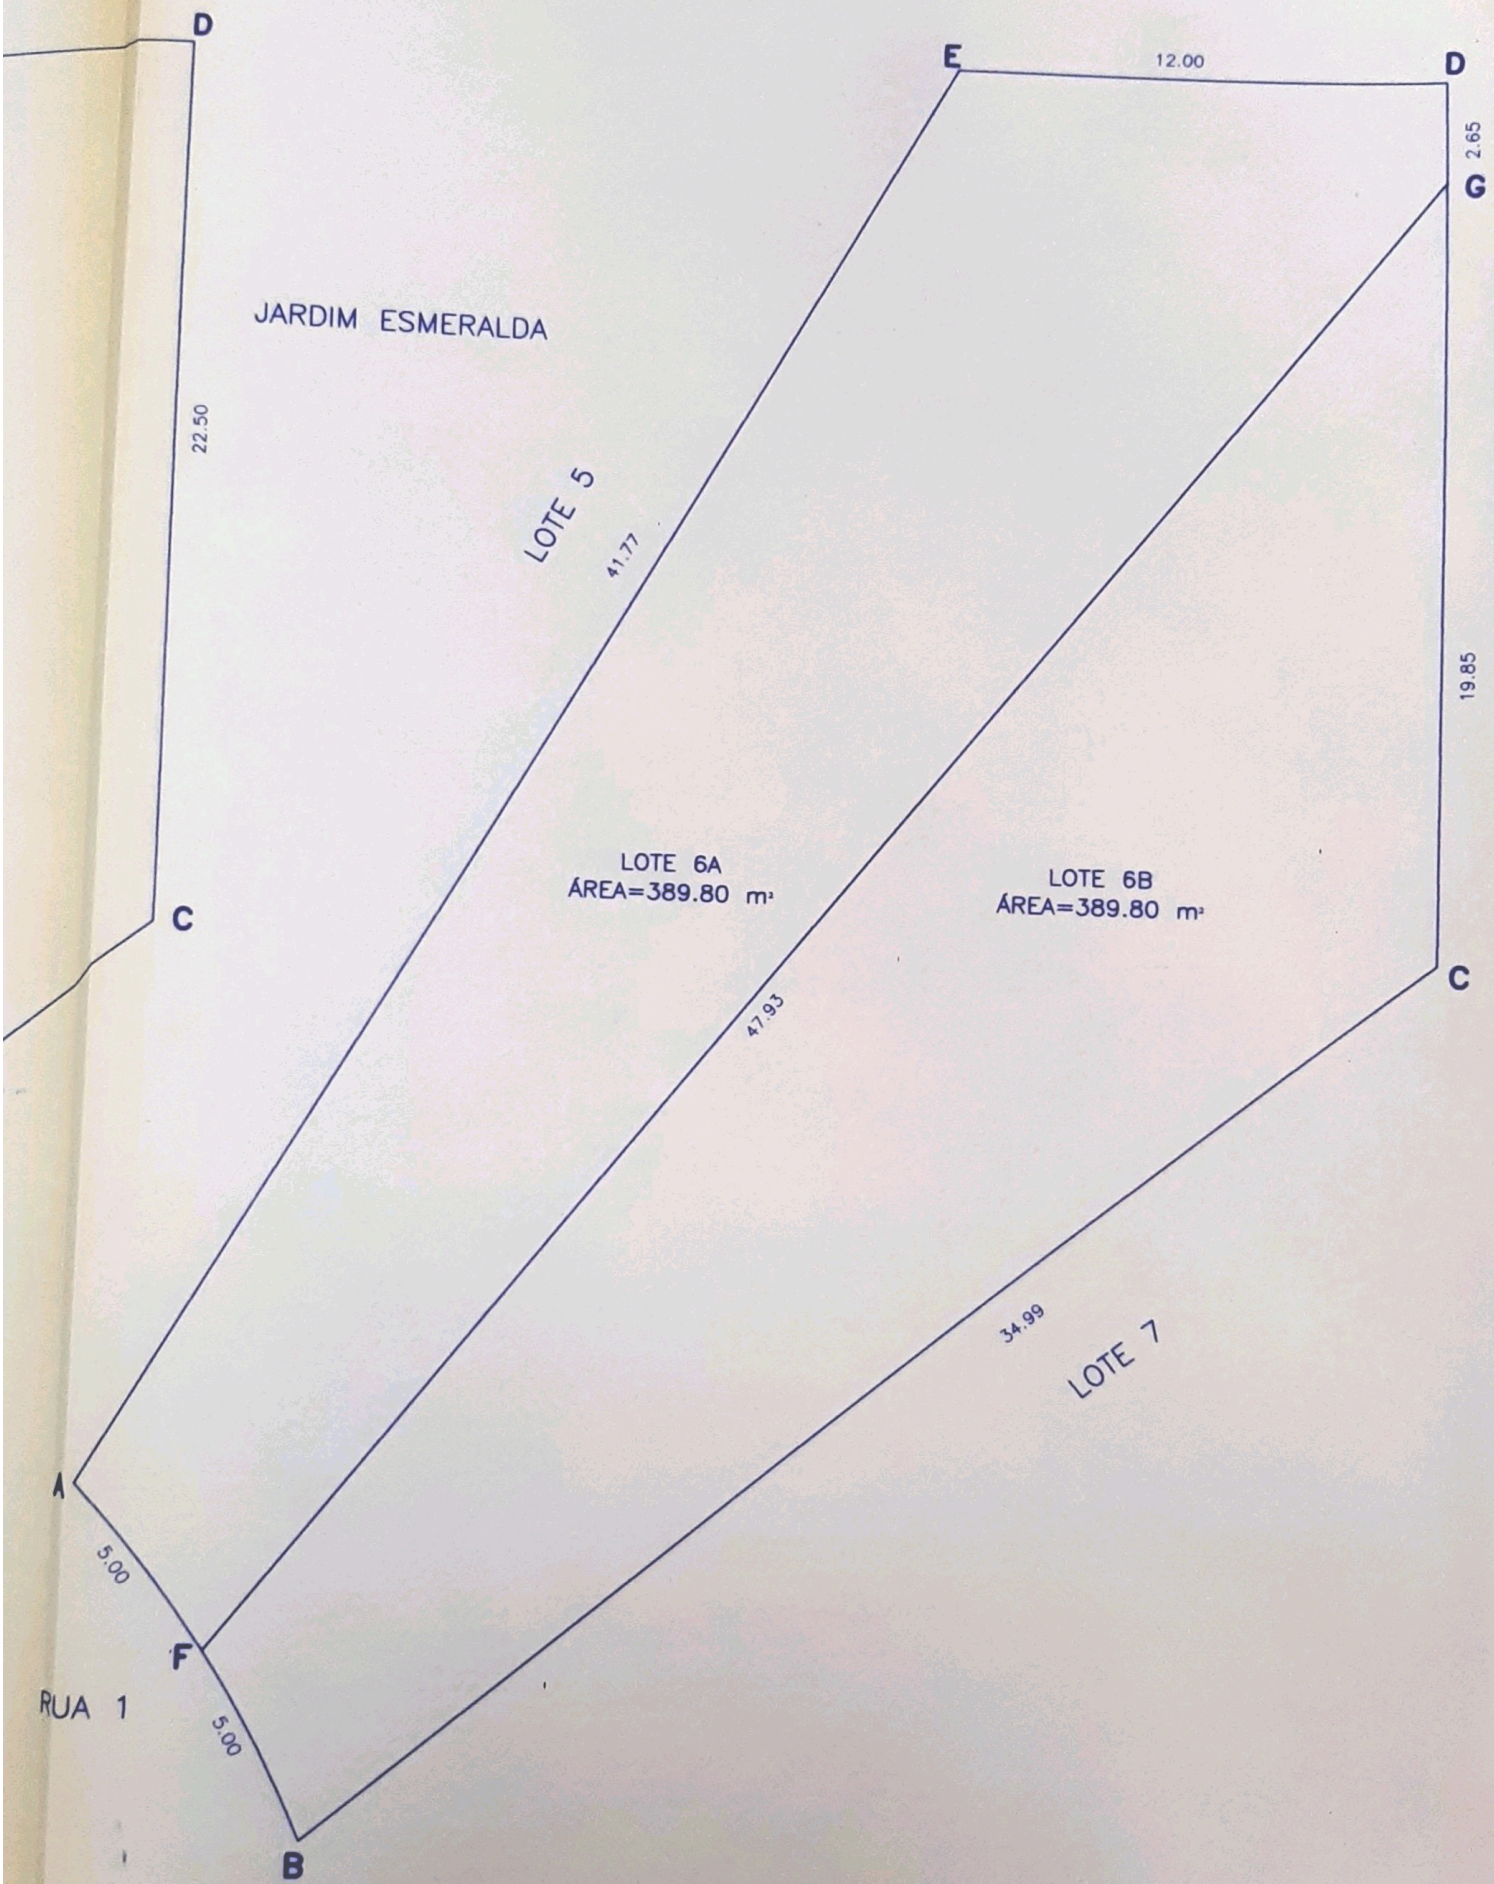 D
E
12.00
D
2.65
G
JARDIM ESMERALDA
22.50
LOTE 5
41.77
19.85
LOTE 6A
ÁREA=389.80 m²
LOTE 6B
ÁREA=389.80 m²
C
C
47.93
34.99
LOTE 7
A
5.00
F
RUA 1
5.00
B